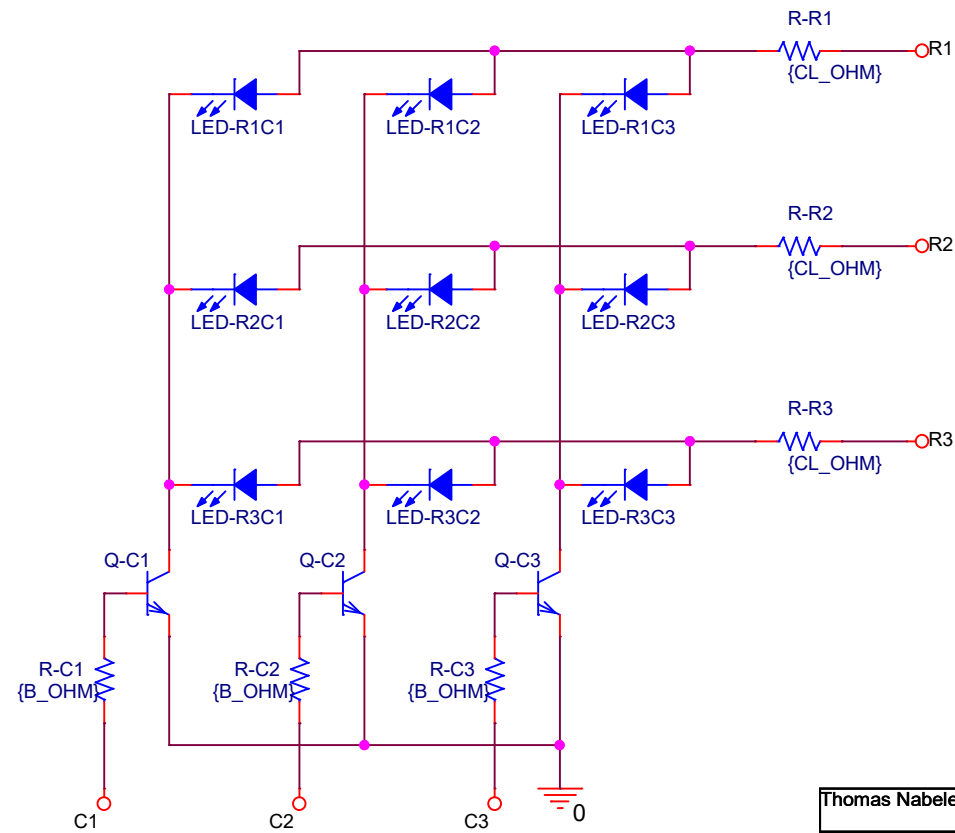 R-R1
R1
{CL_OHM}
LED-R1C1
LED-R1C2
LED-R1C3
R-R2
R2
{CL_OHM}
LED-R2C1
LED-R2C2
LED-R2C3
R-R3
R3
{CL_OHM}
LED-R3C1
LED-R3C2
LED-R3C3
Q-C1
Q-C2
Q-C3
R-C1
{B_OHM}
R-C2
{B_OHM}
R-C3
{B_OHM}
C1
C2
C3
0
Thomas Nabele